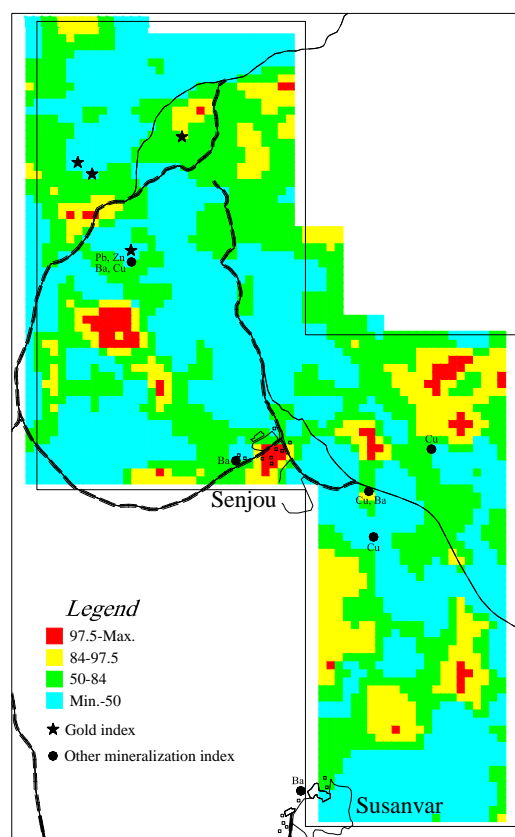 Pb, Zn
Ba, Cu
Cu
Ba
Cu, Ba
Senjou
Cu
Legend
97.5-Max.
84-97.5
50-84
Min.-50
Gold index
Other mineralization index
Ba
Susanvar